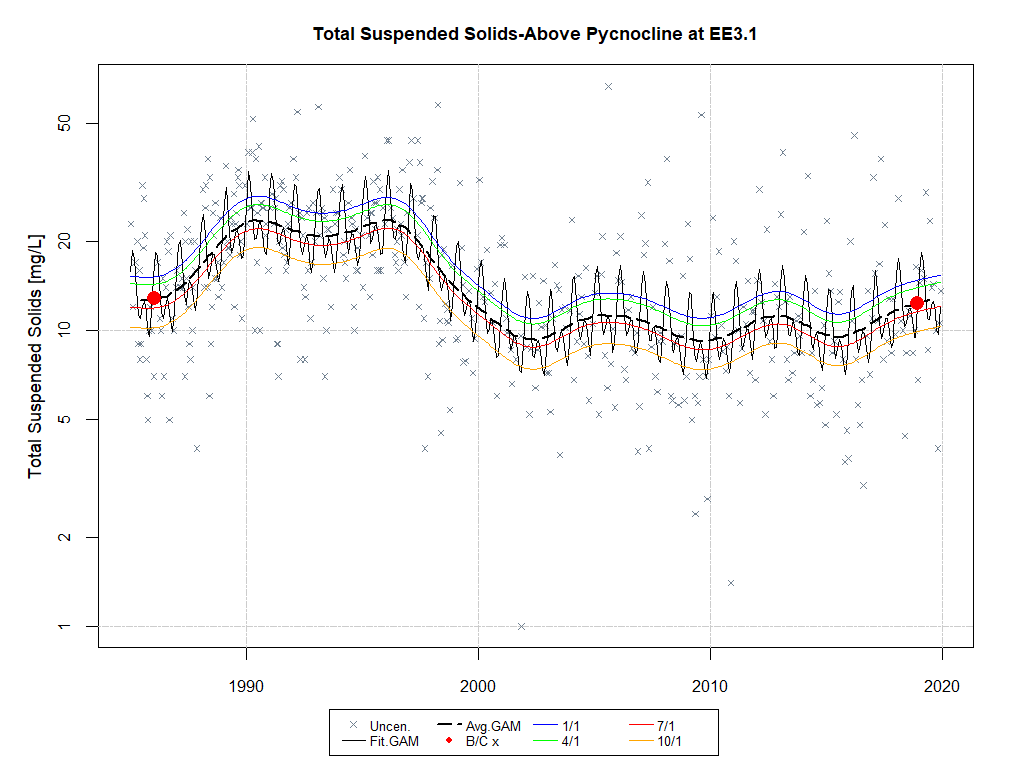 Total Suspended Solids-Above Pycnocline at EE3.1
Total Suspended Solids [mg/L]
50
20
10
5
2
1
1990 2000 2010 2020
Uncen. Avg.GAM 1/1 7/1
Fit.GAM B/C x 4/1 10/1